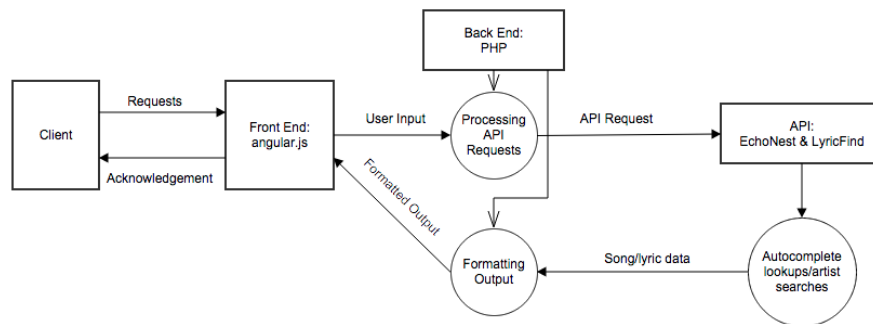 Back End:
PHP
Requests
Client
Front End:
angular.js
User Input
Processing
API
Requests
API Request
API:
EchoNest & LyricFind
Acknowledgement
Formatted Output
Formatting
Output
Song/lyric data
Autocomplete
lookups/artist
searches